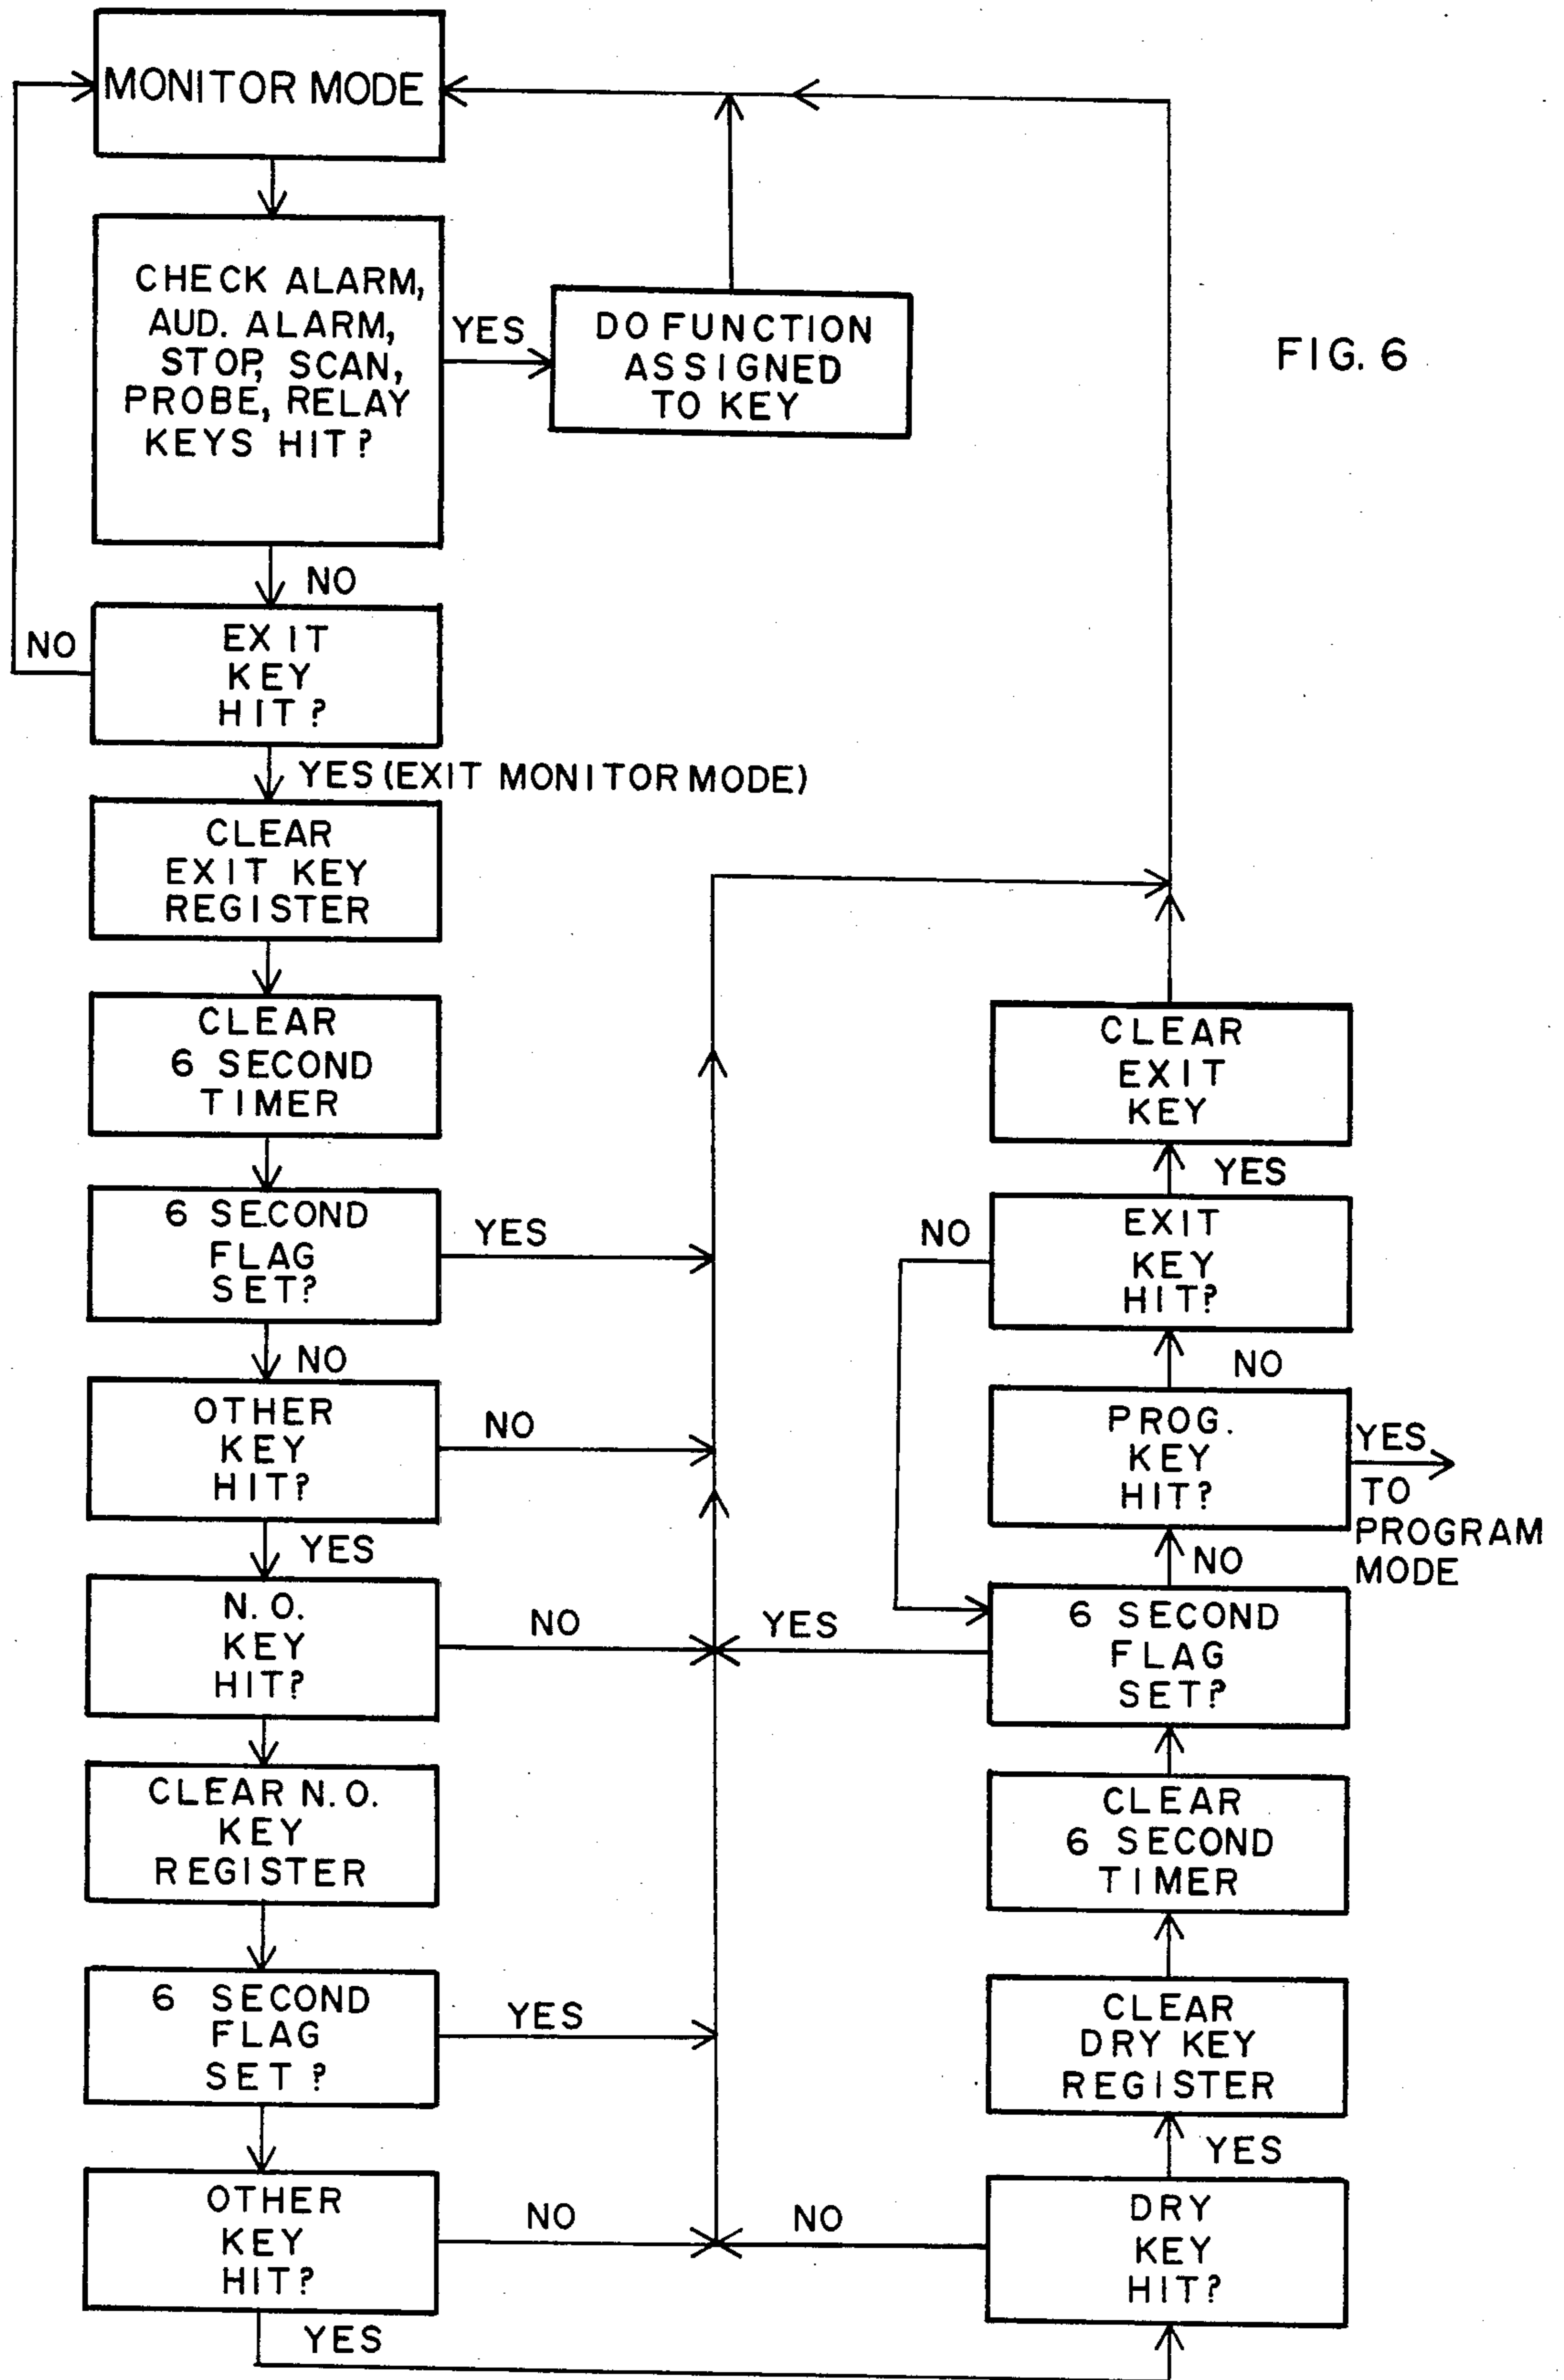 MONITOR MODE
CHECK ALARM,
AUD. ALARM,
STOP, SCAN,
PROBE, RELAY
KEYS HIT?
YES
DO FUNCTION
ASSIGNED
TO KEY
FIG. 6
NO
NO
EXIT
KEY
HIT?
YES (EXIT MONITOR MODE)
CLEAR
EXIT KEY
REGISTER
CLEAR
6 SECOND
TIMER
6 SECOND
FLAG
SET?
YES
NO
OTHER
KEY
HIT?
NO
YES
N.O.
KEY
HIT?
NO
CLEAR N.O.
KEY
REGISTER
6 SECOND
FLAG
SET?
YES
OTHER
KEY
HIT?
NO
YES
DRY
KEY
HIT?
NO
YES
CLEAR
DRY KEY
REGISTER
CLEAR
6 SECOND
TIMER
6 SECOND
FLAG
SET?
YES
NO
PROG.
KEY
HIT?
YES
TO
PROGRAM
MODE
NO
EXIT
KEY
HIT?
NO
YES
CLEAR
EXIT
KEY